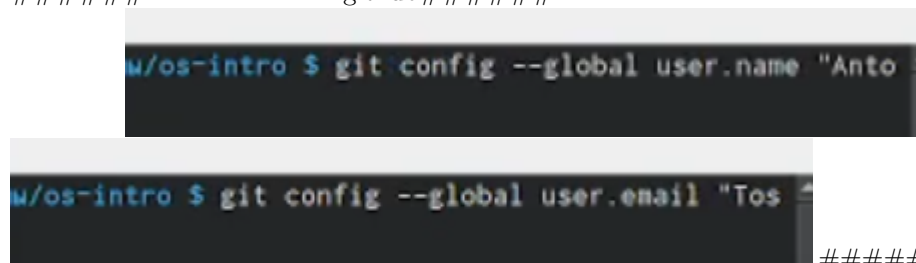 w/os-intro $ git config --global user.name "Anto
w/os-intro $ git config --global user.email "Tos
#####